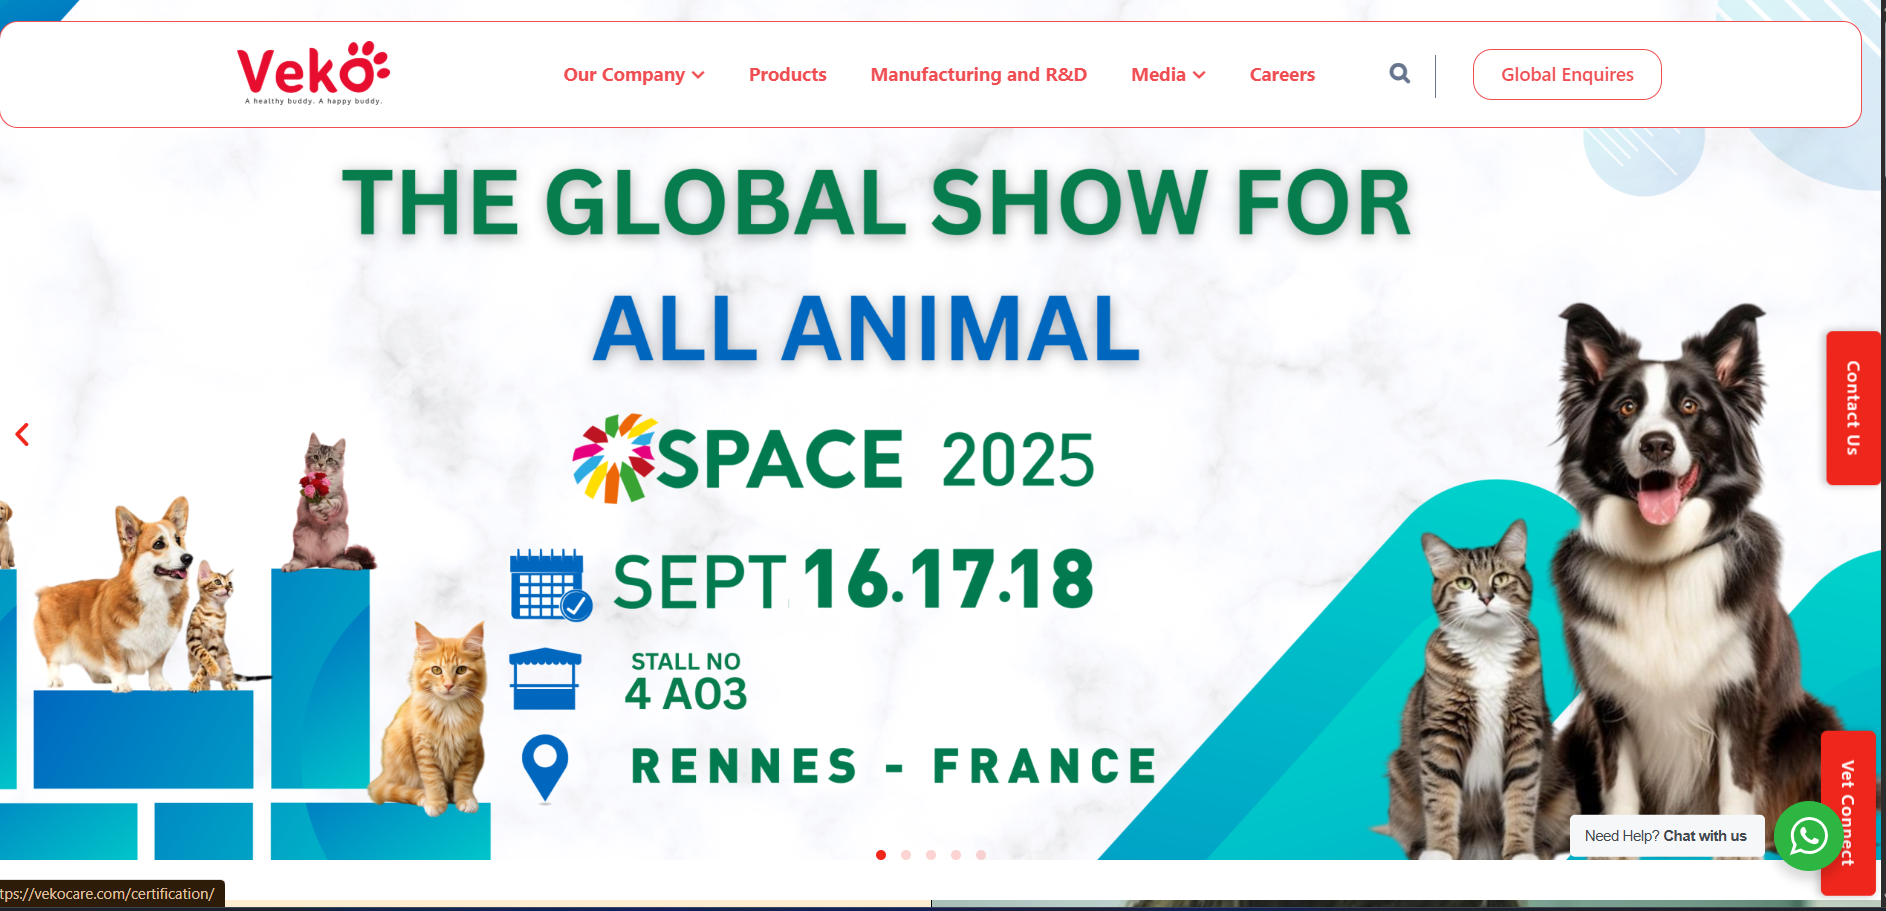 Veko
A healthy buddy. A happy buddy.
Our Company
Products
Manufacturing and R&D
Media
Careers
Global Enquires
THE GLOBAL SHOW FOR
ALL ANIMAL
SPACE 2025
SEPT 16.17.18
STALL NO
4 A03
RENNES - FRANCE
Contact Us
Vet Connect
Need Help? Chat with us
tps://vekocare.com/certification/